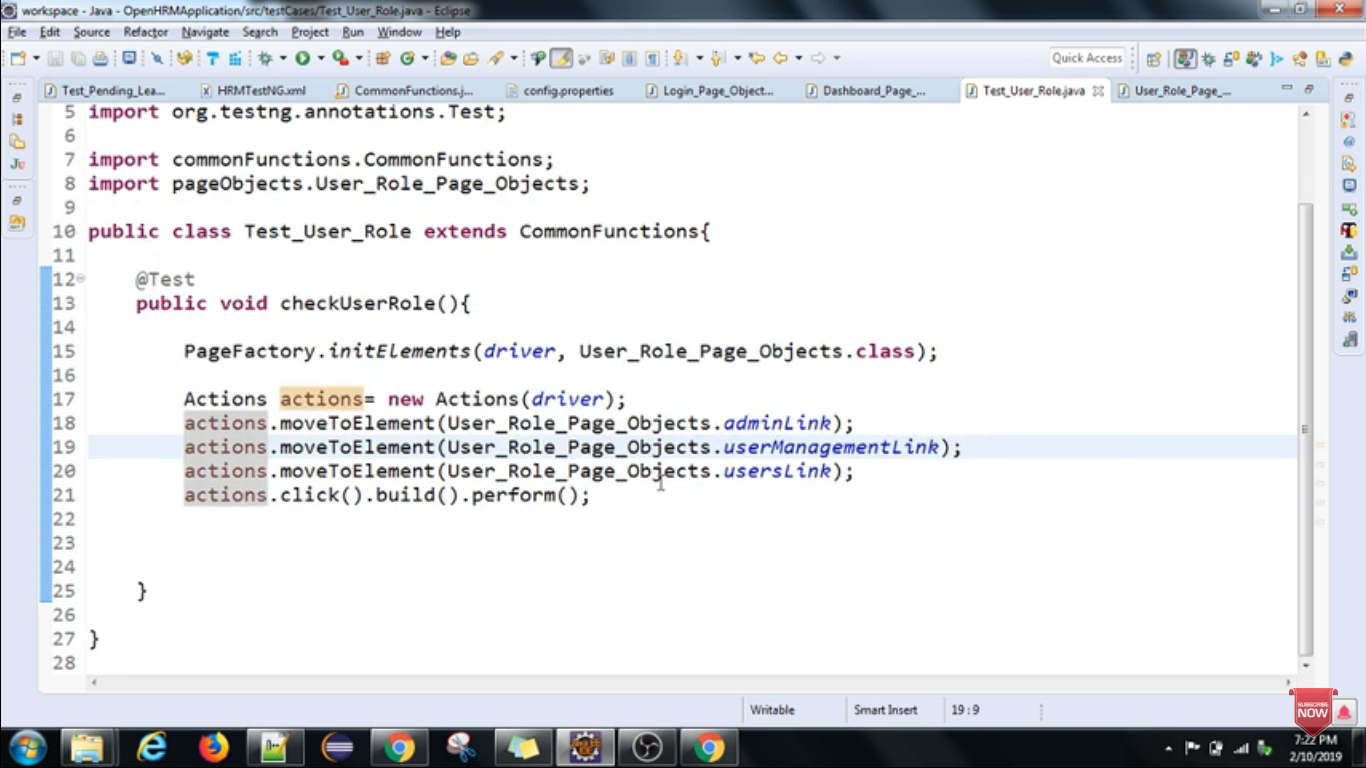 workspace - Java - OpenHRMApplication/src/testCases/Test_User_Role.java - Eclipse
File Edit Source Refactor Navigate Search Project Run Window Help
Quick Access
Test_Pending_Lea... HRMTestNG.xml CommonFunctions.j... config.properties Login_Page_Object... Dashboard_Page_... Test_User_Role.java User_Role_Page_...
5 import org.testng.annotations.Test;
6
7 import commonFunctions.CommonFunctions;
8 import pageObjects.User_Role_Page_Objects;
9
10 public class Test_User_Role extends CommonFunctions{
11
12 @Test
13 public void checkUserRole(){
14
15 PageFactory.initElements(driver, User_Role_Page_Objects.class);
16
17 Actions actions= new Actions(driver);
18 actions.moveToElement(User_Role_Page_Objects.adminLink);
19 actions.moveToElement(User_Role_Page_Objects.userManagementLink);
20 actions.moveToElement(User_Role_Page_Objects.usersLink);
21 actions.click().build().perform();
22
23
24
25 }
26
27 }
28
Writable Smart Insert 19 : 9
SUBSCRIBE
NOW
7:22 PM
2/10/2019